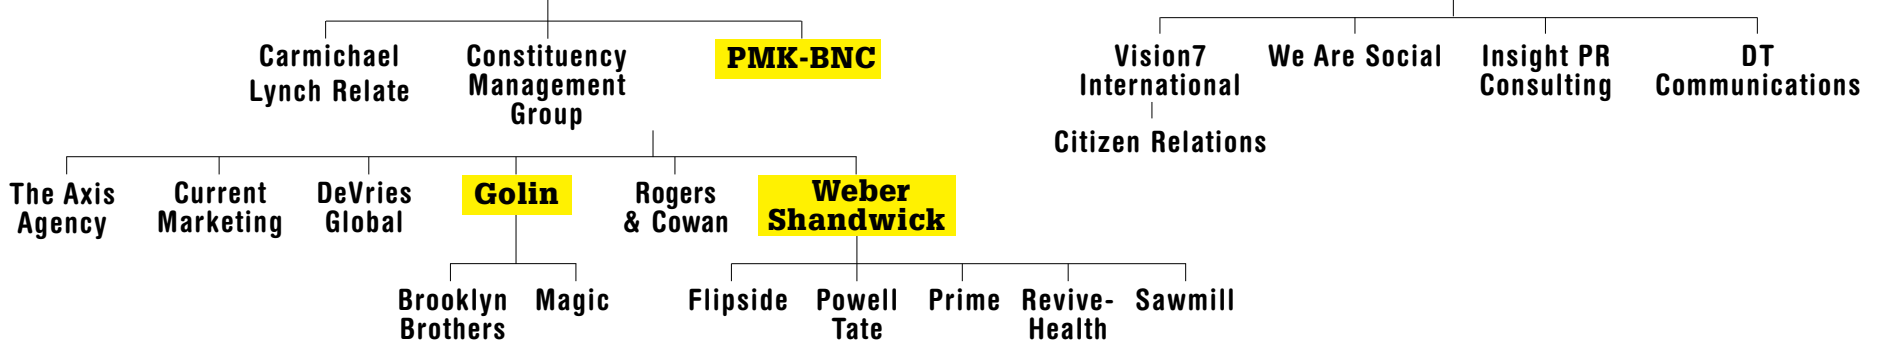 Carmichael
Lynch Relate
Constituency
Management
Group
PMK-BNC
Vision7
International
We Are Social
Insight PR
Consulting
DT
Communications
Citizen Relations
The Axis
Agency
Current
Marketing
DeVries
Global
Golin
Rogers
& Cowan
Weber
Shandwick
Brooklyn
Brothers
Magic
Flipside
Powell
Tate
Prime
Revive-
Health
Sawmill